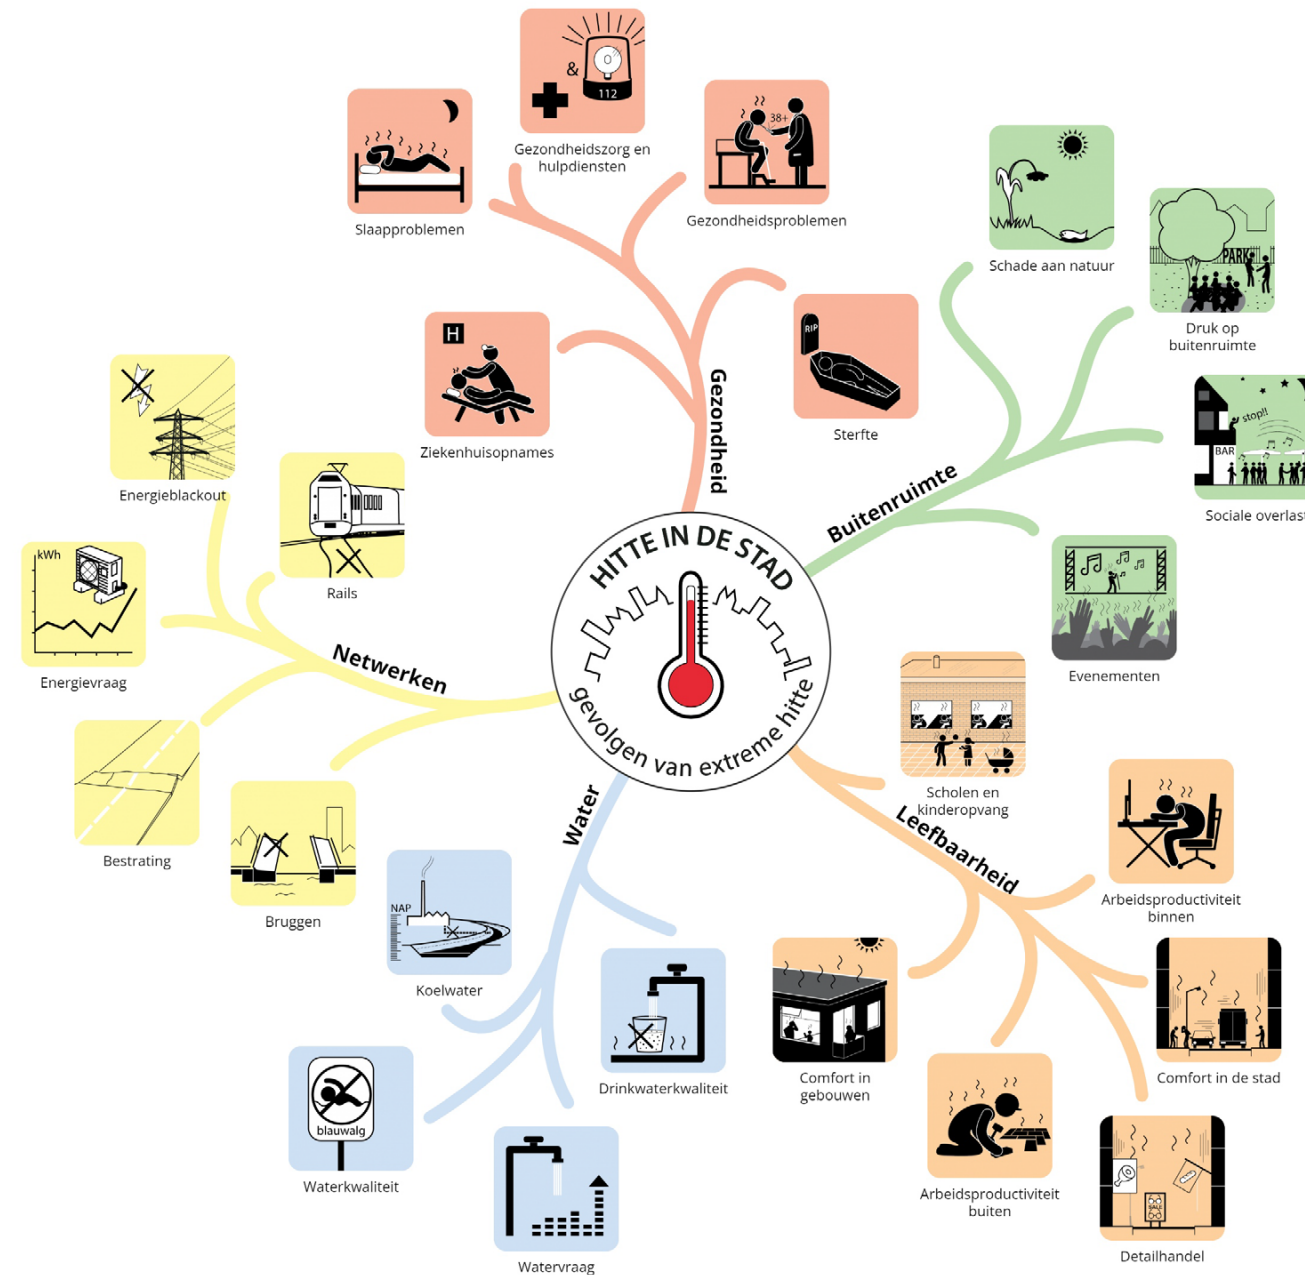 HITTE IN DE STAD
gevolgen van extreme hitte
Gezondheid
&
112
Gezondheidszorg en
hulpdiensten
Slaapproblemen
38+
Gezondheidsproblemen
H
Ziekenhuisopnames
RIP
Sterfte
Buitenruimte
Schade aan natuur
PARK
Druk op
buitenruimte
stop!!
BAR
Sociale overlast
Evenementen
Leefbaarheid
Scholen en
kinderopvang
Arbeidsproductiviteit
binnen
Comfort in de stad
SALE
Detailhandel
Arbeidsproductiviteit
buiten
Comfort in
gebouwen
Water
Drinkwaterkwaliteit
Watervraag
blauwalg
Waterkwaliteit
NAP
Koelwater
Netwerken
Energieblackout
Rails
kWh
Energievraag
Bestrating
Bruggen